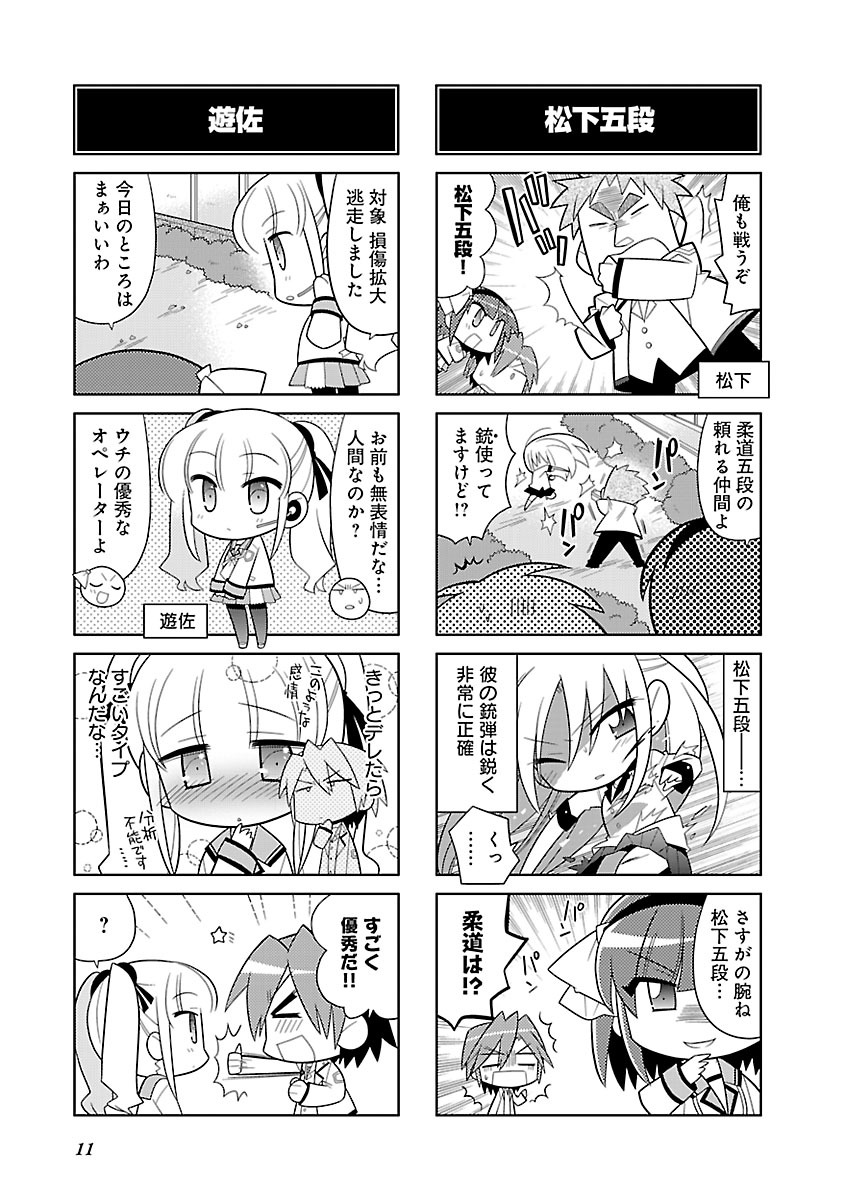 松下五段
俺も戦うぞ
松下五段!
松下
柔道五段の
頼れる仲間よ
パ
パン
銃使って
ますけど!?
松下五段──…
彼の銃弾は鋭く
非常に正確
くっ
……
さすがの腕ね
松下五段…
パン
パン
柔道は!?
遊佐
対象 損傷拡大
逃走しました
今日のところは
まぁいいわ
お前も無表情だな…
人間なのか?
ウチの優秀な
オペレーターよ
遊佐
きっとデレたら
すごいタイプ
なんだな…
このような
感情
分析
不能です
すごく
優秀だ!!
?
11